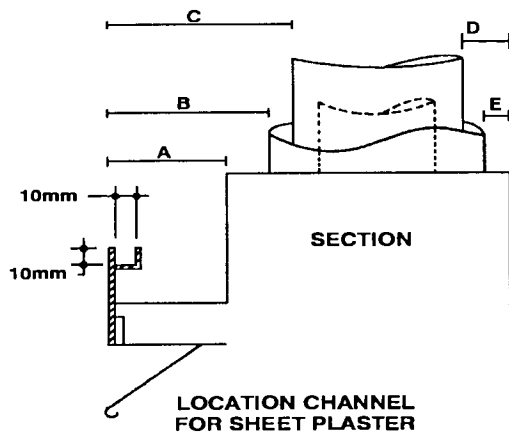 C
D
B
E
A
10mm
SECTION
10mm
LOCATION CHANNEL
FOR SHEET PLASTER